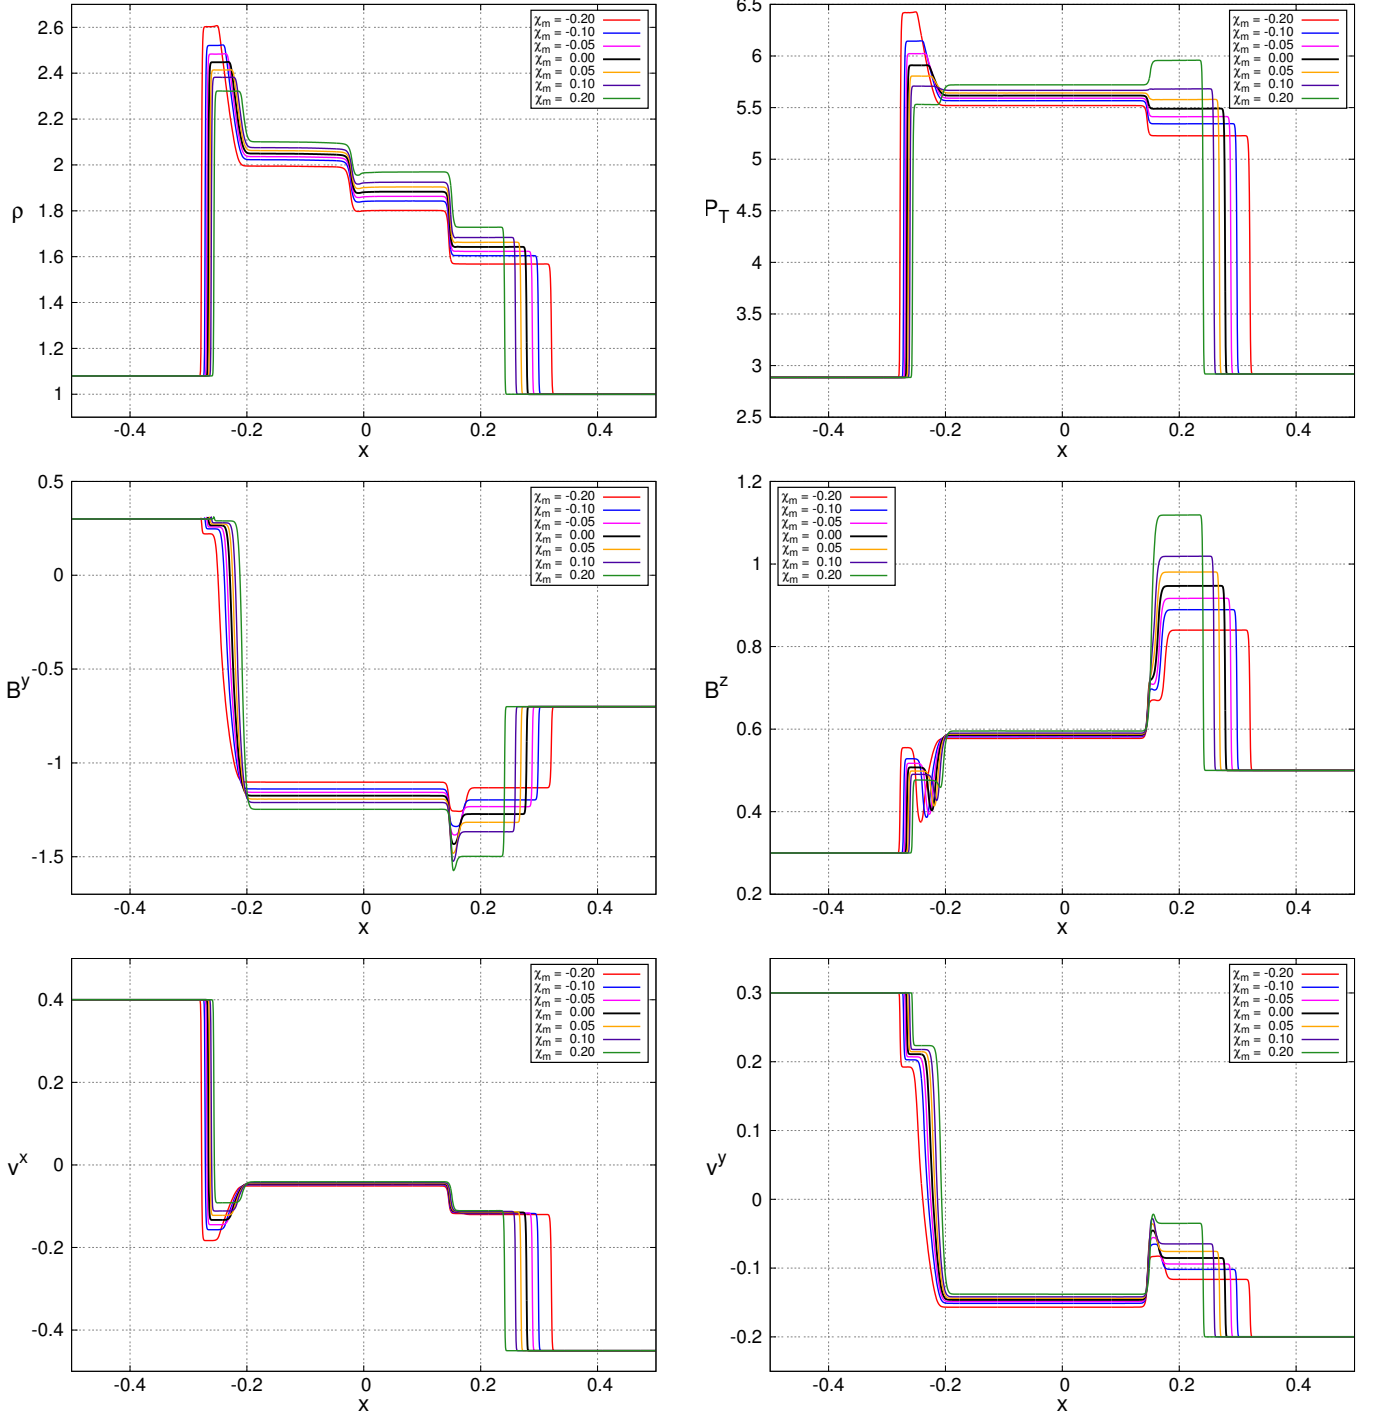 2.6
2.4
2.2
2
1.8
1.6
1.4
1.2
1
ρ
χm = -0.20
χm = -0.10
χm = -0.05
χm = 0.00
χm = 0.05
χm = 0.10
χm = 0.20
-0.4 -0.2 0 0.2 0.4
x
6.5
6
5.5
5
4.5
4
3.5
3
2.5
P_T
χm = -0.20
χm = -0.10
χm = -0.05
χm = 0.00
χm = 0.05
χm = 0.10
χm = 0.20
-0.4 -0.2 0 0.2 0.4
x
0.5
0
-0.5
-1
-1.5
B^y
χm = -0.20
χm = -0.10
χm = -0.05
χm = 0.00
χm = 0.05
χm = 0.10
χm = 0.20
-0.4 -0.2 0 0.2 0.4
x
1.2
1
0.8
0.6
0.4
0.2
B^z
χm = -0.20
χm = -0.10
χm = -0.05
χm = 0.00
χm = 0.05
χm = 0.10
χm = 0.20
-0.4 -0.2 0 0.2 0.4
x
0.4
0.2
0
-0.2
-0.4
v^x
χm = -0.20
χm = -0.10
χm = -0.05
χm = 0.00
χm = 0.05
χm = 0.10
χm = 0.20
-0.4 -0.2 0 0.2 0.4
x
0.3
0.2
0.1
0
-0.1
-0.2
v^y
χm = -0.20
χm = -0.10
χm = -0.05
χm = 0.00
χm = 0.05
χm = 0.10
χm = 0.20
-0.4 -0.2 0 0.2 0.4
x